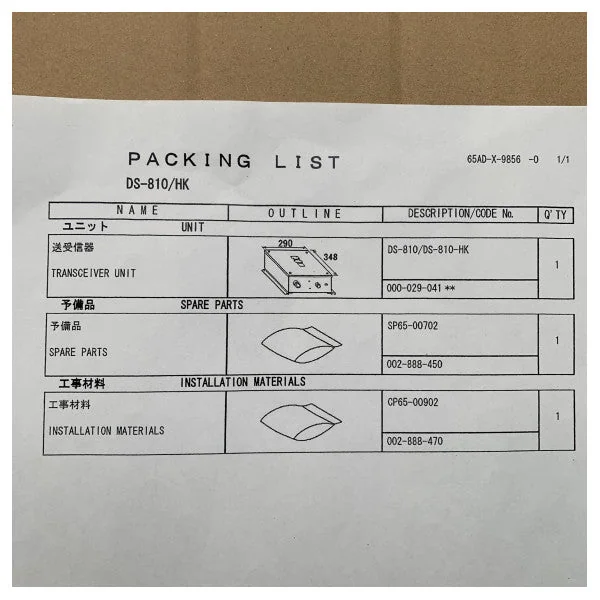 PACKING LIST
65AD-X-9856 -0 1/1
DS-810/HK
NAME OUTLINE DESCRIPTION/CODE No. Q'TY
ユニット UNIT
送受信器
TRANSCEIVER UNIT
290
348
DS-810/DS-810-HK
000-029-041 **
1
予備品 SPARE PARTS
予備品
SPARE PARTS
SP65-00702
002-888-450
1
工事材料 INSTALLATION MATERIALS
工事材料
INSTALLATION MATERIALS
CP65-00902
002-888-470
1